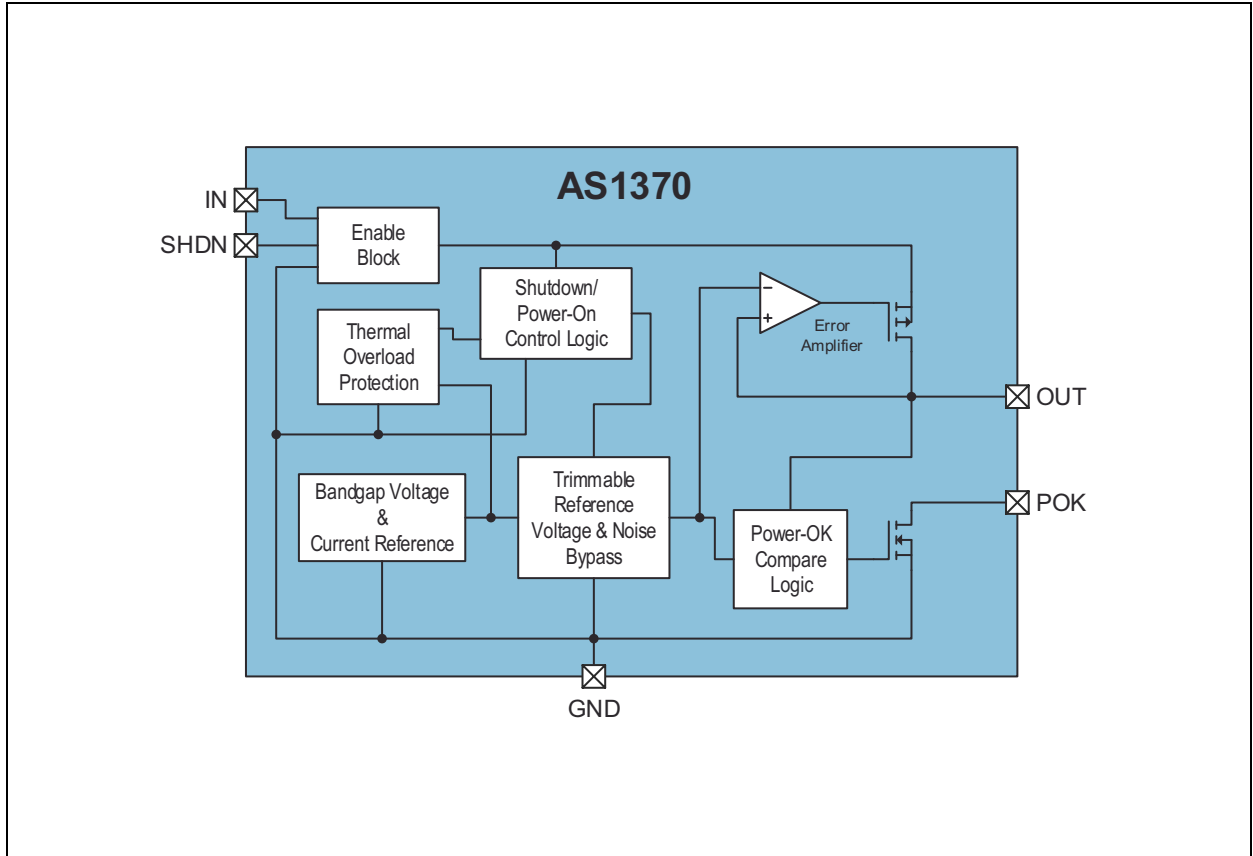 AS1370
IN
SHDN
Enable
Block
Shutdown/
Power-On
Control Logic
Thermal
Overload
Protection
−
+
Error
Amplifier
OUT
Bandgap Voltage
&
Current Reference
Trimmable
Reference
Voltage & Noise
Bypass
Power-OK
Compare
Logic
POK
GND